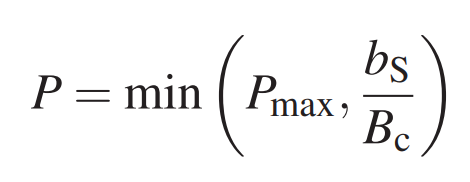 P = min ( P_max , b_S / B_c )